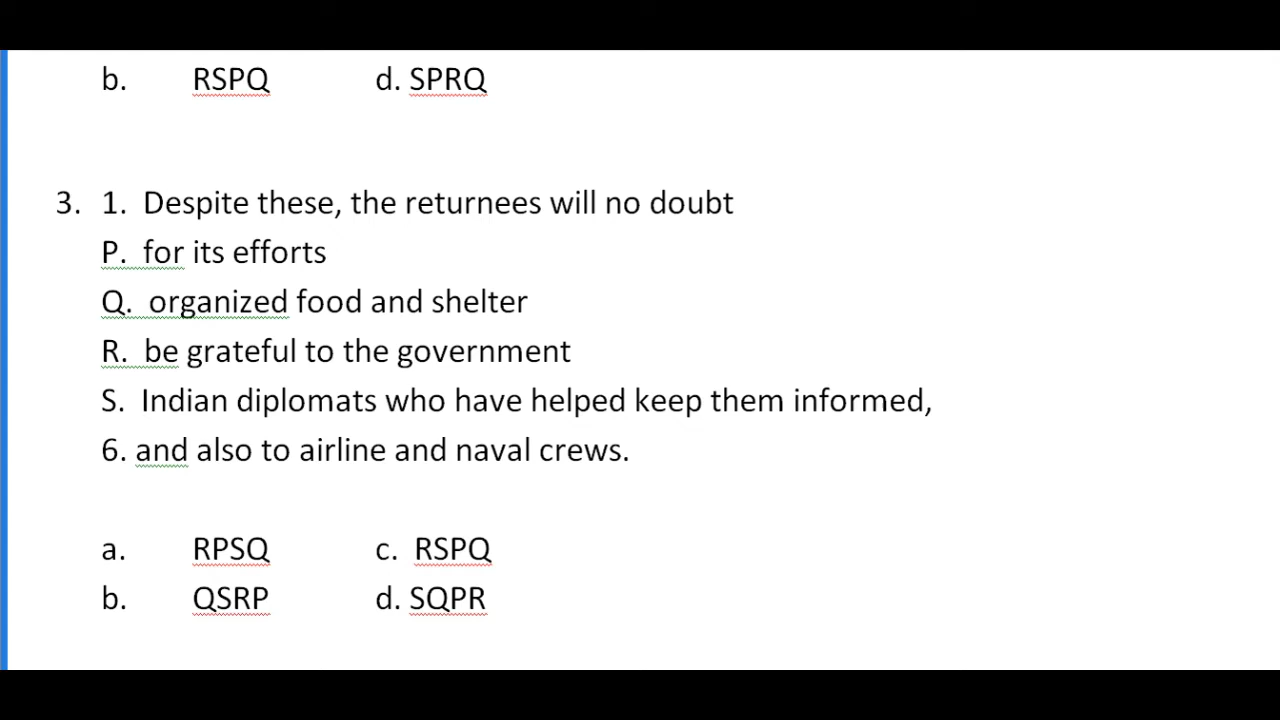 b. RSPQ d. SPRQ
3. 1. Despite these, the returnees will no doubt
P. for its efforts
Q. organized food and shelter
R. be grateful to the government
S. Indian diplomats who have helped keep them informed,
6. and also to airline and naval crews.
a. RPSQ c. RSPQ
b. QSRP d. SQPR